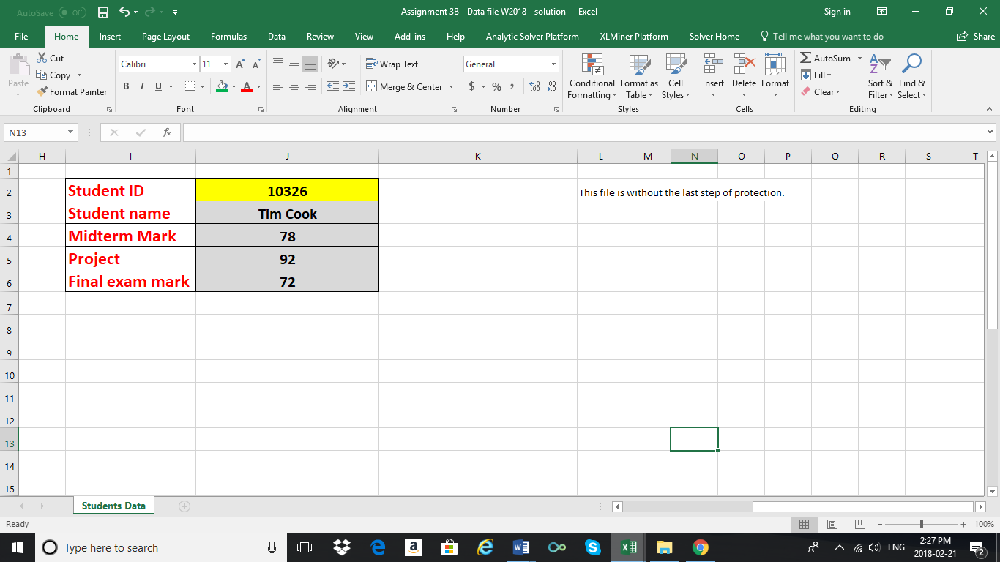 AutoSave Off
Assignment 3B - Data file W2018 - solution - Excel
Sign in
File Home Insert Page Layout Formulas Data Review View Add-ins Help Analytic Solver Platform XLMiner Platform Solver Home Tell me what you want to do Share
Paste
Cut
Copy
Format Painter
Clipboard
Calibri 11
A A
B I U A
Font
Wrap Text
Merge & Center
Alignment
General
$ % , .00 .0
Number
Conditional Formatting
Format as Table
Cell Styles
Styles
Insert Delete Format
Cells
AutoSum
Fill
Clear
Sort & Filter
Find & Select
Editing
N13 fx
H I J K L M N O P Q R S T
1
2 Student ID 10326 This file is without the last step of protection.
3 Student name Tim Cook
4 Midterm Mark 78
5 Project 92
6 Final exam mark 72
7
8
9
10
11
12
13
14
15
Students Data
Ready 100%
Type here to search
ENG
2:27 PM
2018-02-21
2